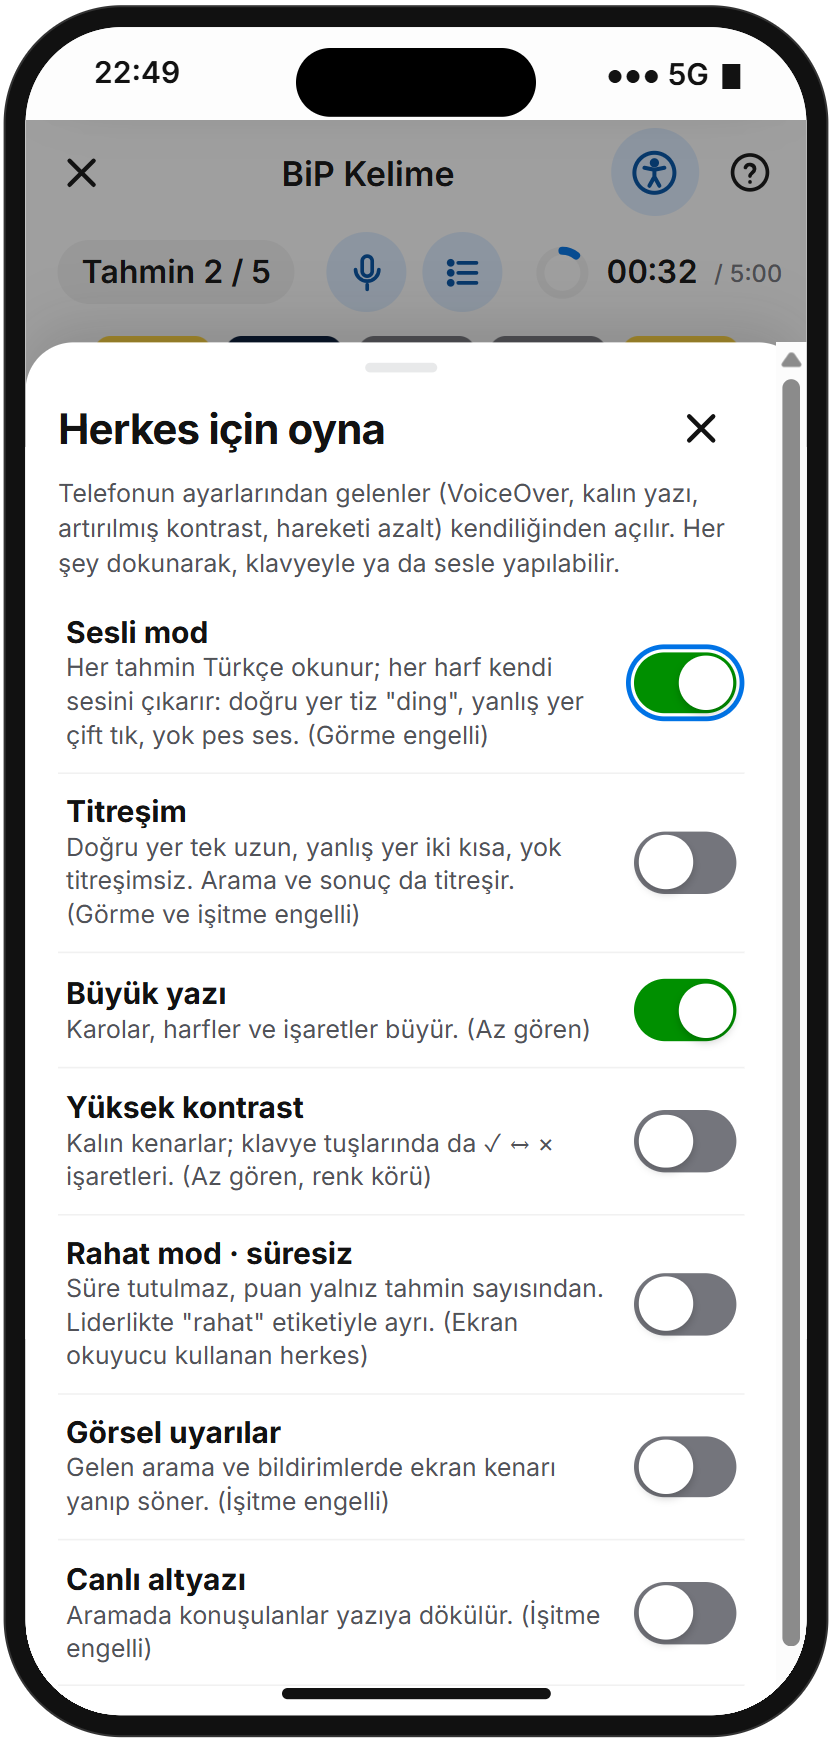 22:49
5G
BiP Kelime
Tahmin 2 / 5
00:32 / 5:00
Herkes için oyna
Telefonun ayarlarından gelenler (VoiceOver, kalın yazı,
artırılmış kontrast, hareketi azalt) kendiliğinden açılır. Her
şey dokunarak, klavyeyle ya da sesle yapılabilir.
Sesli mod
Her tahmin Türkçe okunur; her harf kendi
sesini çıkarır: doğru yer tiz "ding", yanlış yer
çift tık, yok pes ses. (Görme engelli)
Titreşim
Doğru yer tek uzun, yanlış yer iki kısa, yok
titreşimsiz. Arama ve sonuç da titreşir.
(Görme ve işitme engelli)
Büyük yazı
Karolar, harfler ve işaretler büyür. (Az gören)
Yüksek kontrast
Kalın kenarlar; klavye tuşlarında da ✓ ↔ ×
işaretleri. (Az gören, renk körü)
Rahat mod · süresiz
Süre tutulmaz, puan yalnız tahmin sayısından.
Liderlikte "rahat" etiketiyle ayrı. (Ekran
okuyucu kullanan herkes)
Görsel uyarılar
Gelen arama ve bildirimlerde ekran kenarı
yanıp söner. (İşitme engelli)
Canlı altyazı
Aramada konuşulanlar yazıya dökülür. (İşitme
engelli)